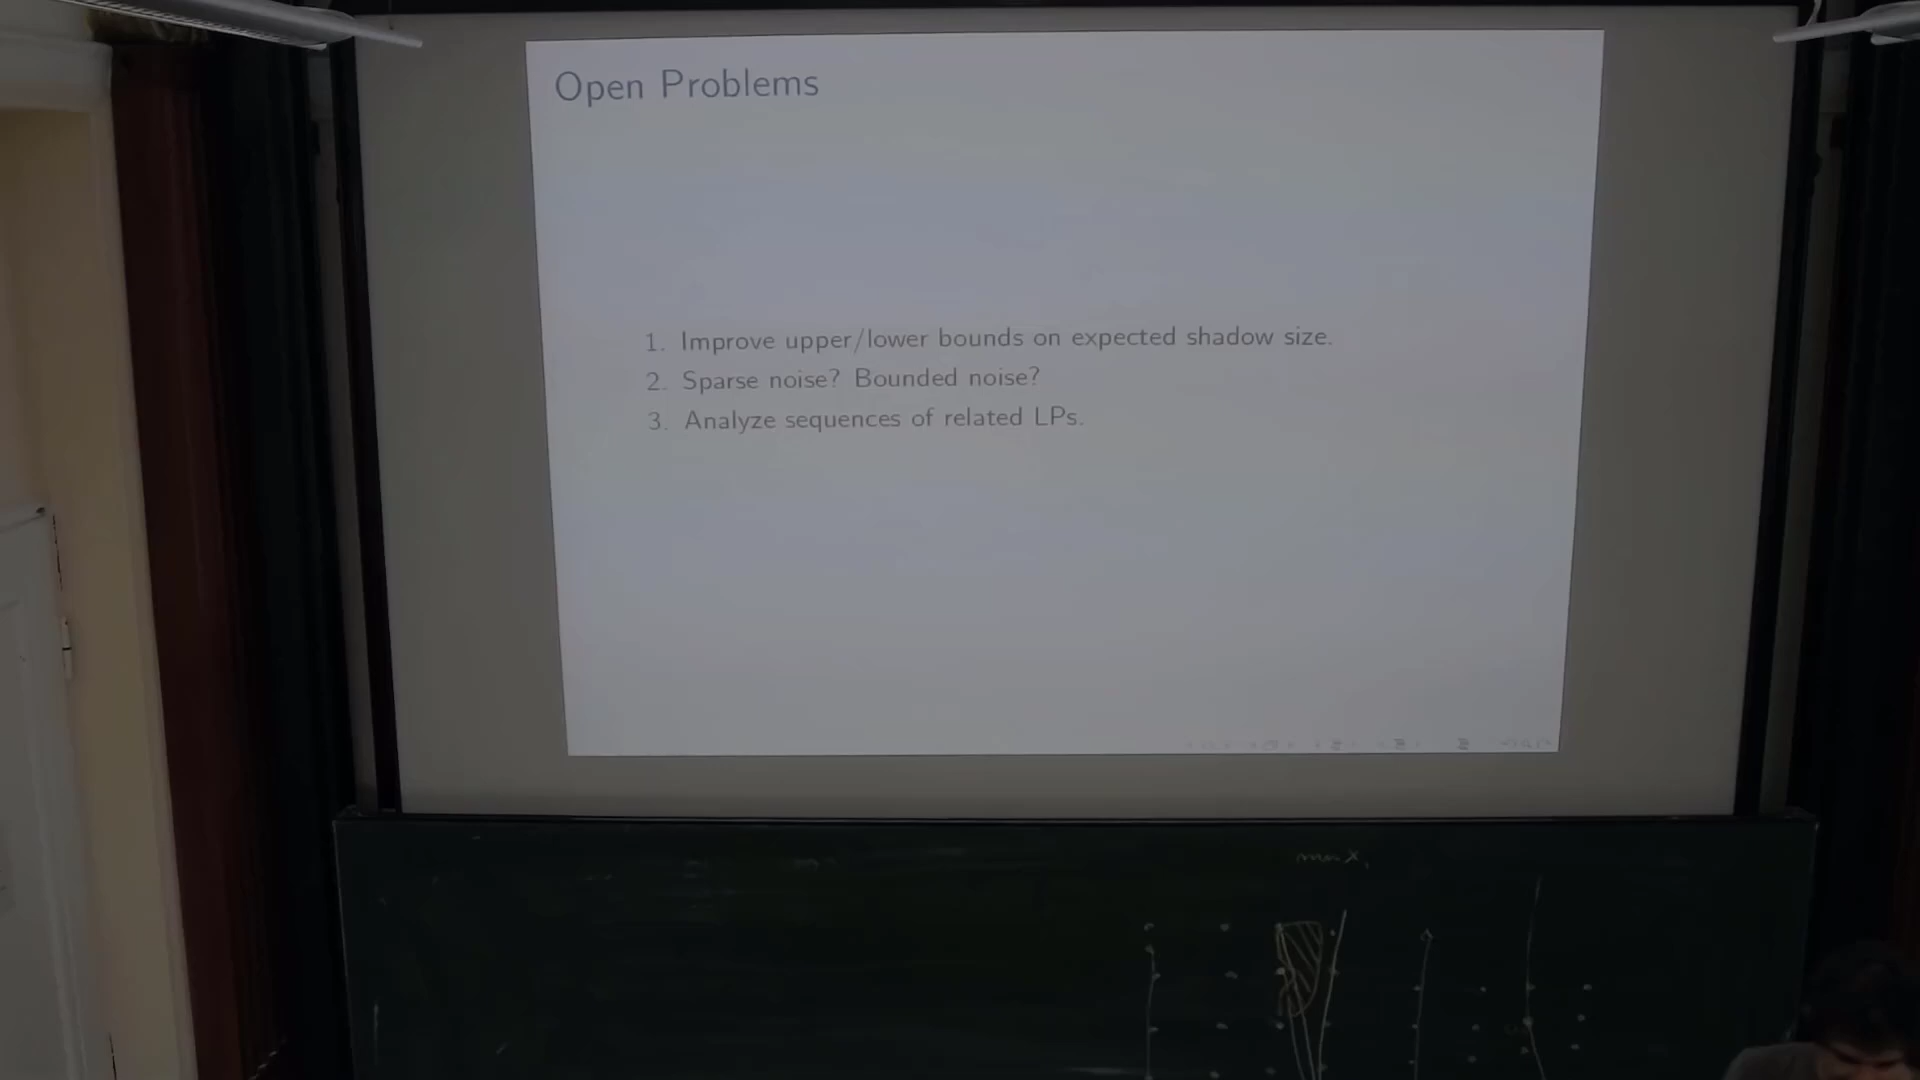 Open Problems
1. Improve upper/lower bounds on expected shadow size.
2. Sparse noise? Bounded noise?
3. Analyze sequences of related LPs.